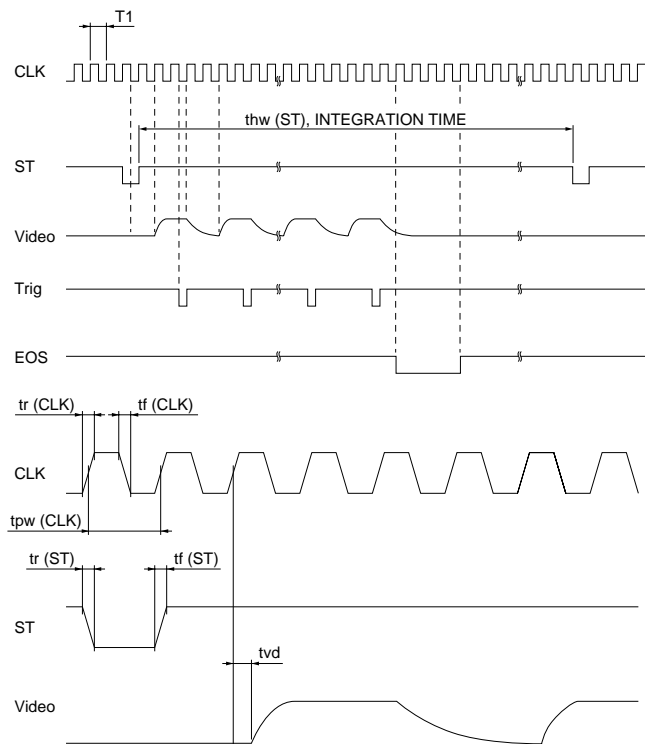 T1
CLK
thw (ST), INTEGRATION TIME
ST
Video
Trig
EOS
tr (CLK) tf (CLK)
CLK
tpw (CLK)
tr (ST) tf (ST)
ST
tvd
Video